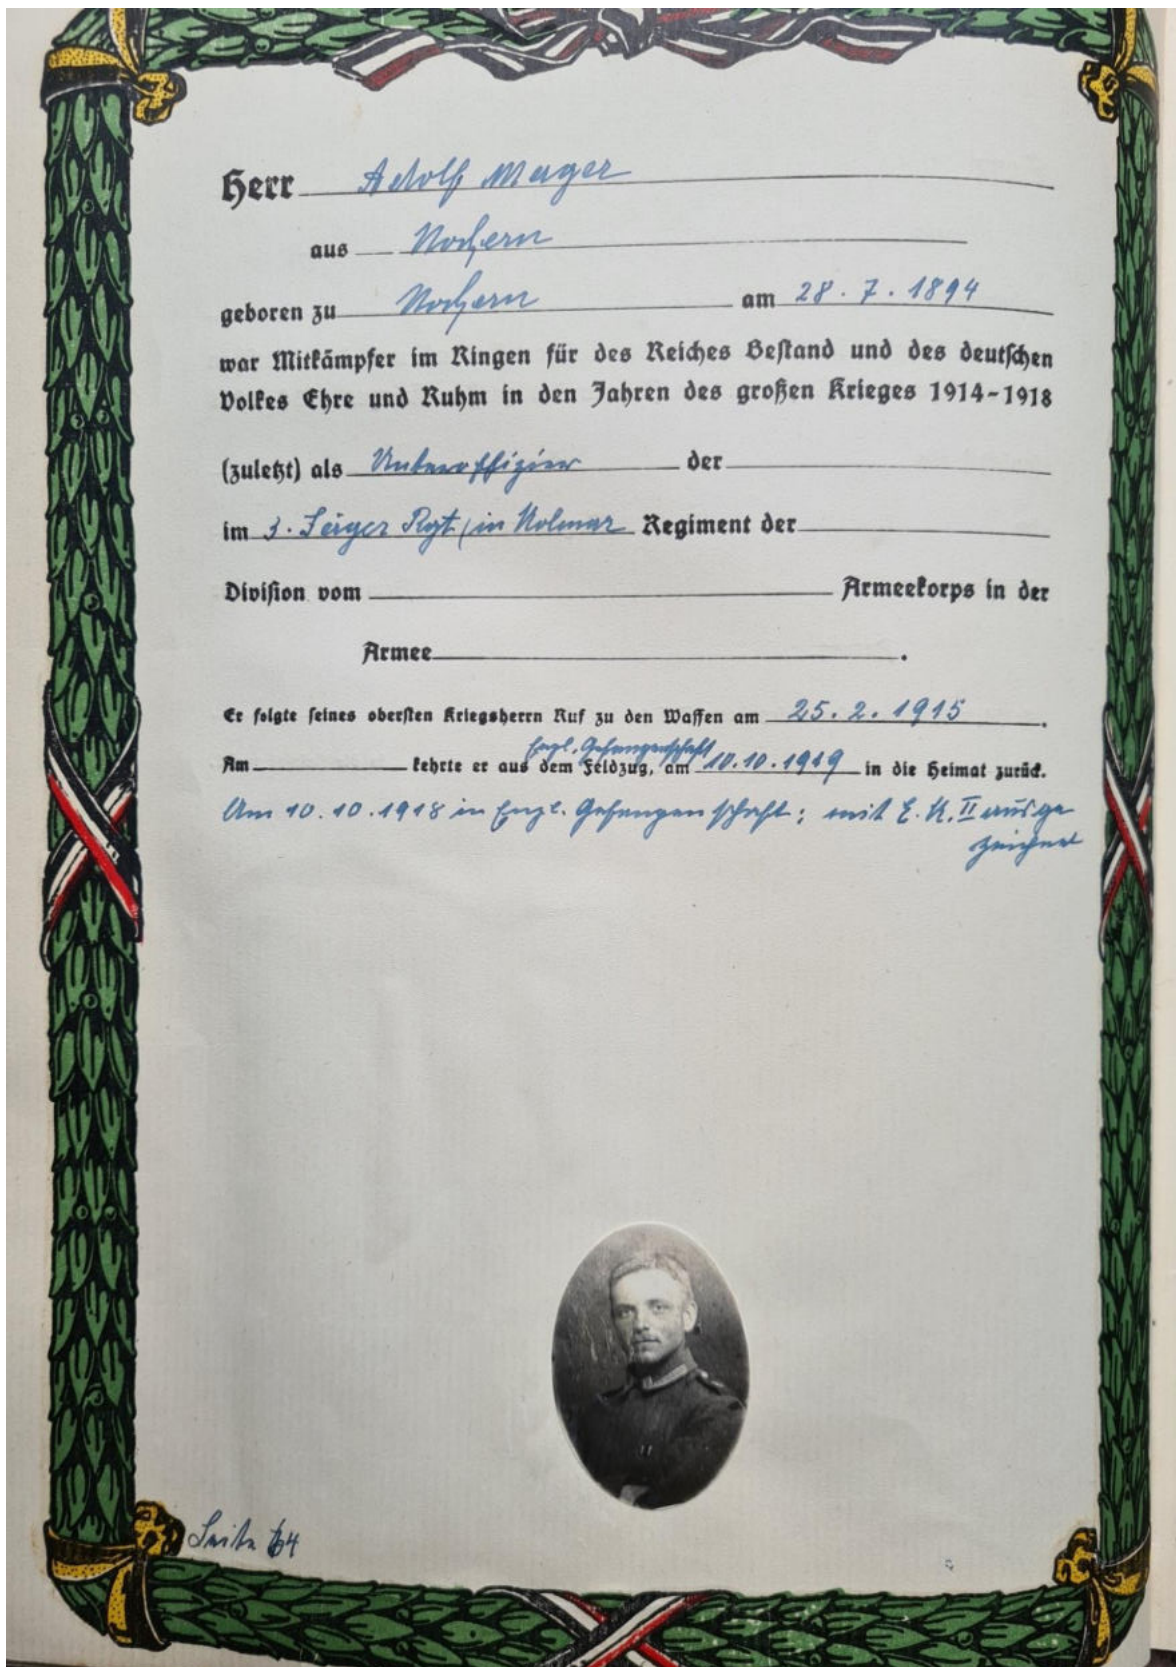 Herr Adolf Mager
aus Nochern
geboren zu Nochern am 28.7.1894
war Mitkämpfer im Ringen für des Reiches Bestand und des deutschen
Volkes Ehre und Ruhm in den Jahren des großen Krieges 1914-1918
(zuletzt) als Unteroffizier der
im 3. Jäger Rgt. (in Kolmar Regiment der
Division vom Armeekorps in der
Armee .
Er folgte seines obersten Kriegsherrn Ruf zu den Waffen am 25.2.1915 .
Engl. Gefangenschaft
Am kehrte er aus dem Feldzug, am 10.10.1919 in die Heimat zurück.
Am 10.10.1918 in Engl. Gefangenschaft; mit E.K. II ausge
zeichnet
Seite 64